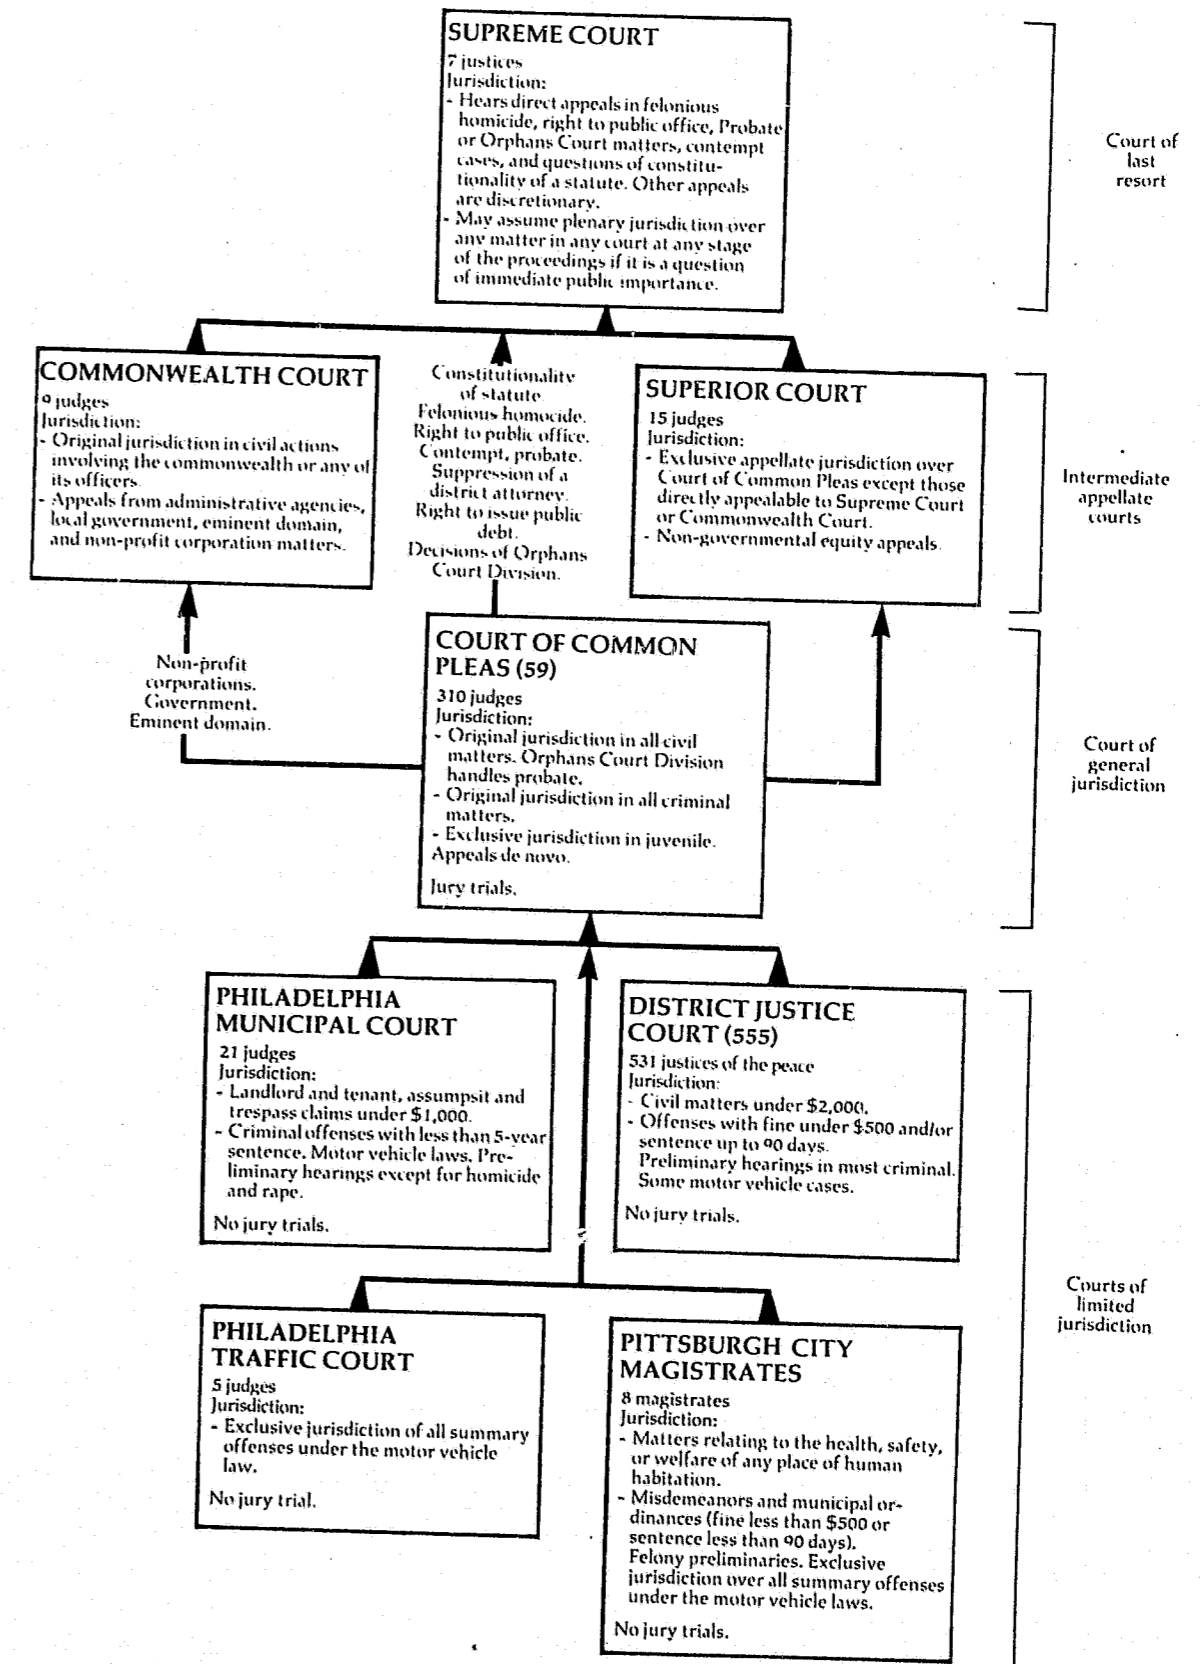 SUPREME COURT
7 justices
Jurisdiction:
- Hears direct appeals in felonious
homicide, right to public office, Probate
or Orphans Court matters, contempt
cases, and questions of constitu-
tionality of a statute. Other appeals
are discretionary.
- May assume plenary jurisdiction over
any matter in any court at any stage
of the proceedings if it is a question
of immediate public importance.
Court of
last
resort
COMMONWEALTH COURT
9 judges
Jurisdiction:
- Original jurisdiction in civil actions
involving the commonwealth or any of
its officers.
- Appeals from administrative agencies,
local government, eminent domain,
and non-profit corporation matters.
Constitutionality
of statute.
Felonious homocide.
Right to public office.
Contempt, probate.
Suppression of a
district attorney.
Right to issue public
debt.
Decisions of Orphans
Court Division.
SUPERIOR COURT
15 judges
Jurisdiction:
- Exclusive appellate jurisdiction over
Court of Common Pleas except those
directly appealable to Supreme Court
or Commonwealth Court.
- Non-governmental equity appeals.
Intermediate
appellate
courts
Non-profit
corporations.
Government.
Eminent domain.
COURT OF COMMON
PLEAS (59)
310 judges
Jurisdiction:
- Original jurisdiction in all civil
matters. Orphans Court Division
handles probate.
- Original jurisdiction in all criminal
matters.
- Exclusive jurisdiction in juvenile.
Appeals de novo.
Jury trials.
Court of
general
jurisdiction
PHILADELPHIA
MUNICIPAL COURT
21 judges
Jurisdiction:
- Landlord and tenant, assumpsit and
trespass claims under $1,000.
- Criminal offenses with less than 5-year
sentence. Motor vehicle laws. Pre-
liminary hearings except for homicide
and rape.
No jury trials.
DISTRICT JUSTICE
COURT (555)
531 justices of the peace
Jurisdiction:
- Civil matters under $2,000.
- Offenses with fine under $500 and/or
sentence up to 90 days.
Preliminary hearings in most criminal.
Some motor vehicle cases.
No jury trials.
PHILADELPHIA
TRAFFIC COURT
5 judges
Jurisdiction:
- Exclusive jurisdiction of all summary
offenses under the motor vehicle
law.
No jury trial.
PITTSBURGH CITY
MAGISTRATES
8 magistrates
Jurisdiction:
- Matters relating to the health, safety,
or welfare of any place of human
habitation.
- Misdemeanors and municipal or-
dinances (fine less than $500 or
sentence less than 90 days).
Felony preliminaries. Exclusive
jurisdiction over all summary offenses
under the motor vehicle laws.
No jury trials.
Courts of
limited
jurisdiction